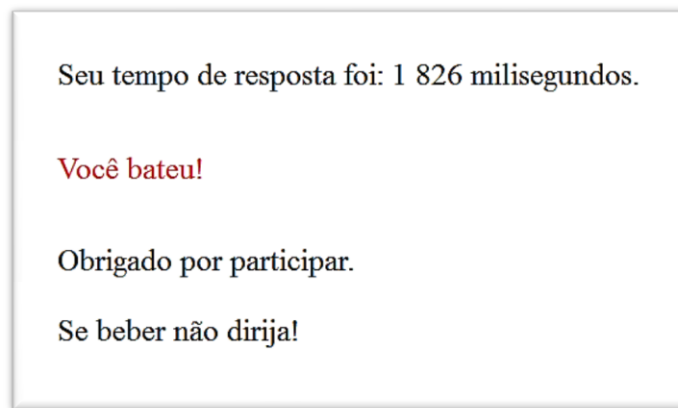 Seu tempo de resposta foi: 1 826 milisegundos.
Você bateu!
Obrigado por participar.
Se beber não dirija!